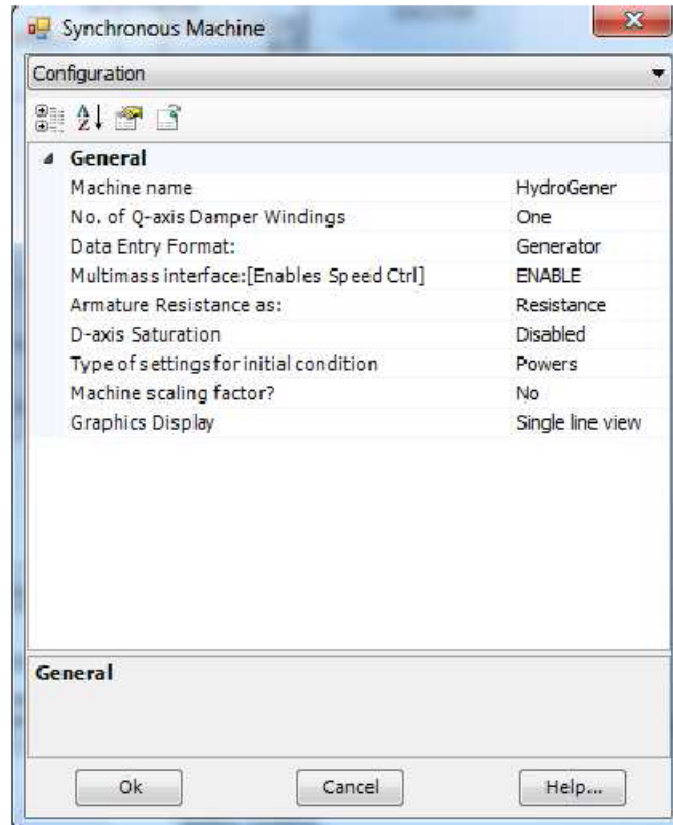 Synchronous Machine
Configuration
General
Machine name HydroGener
No. of Q-axis Damper Windings One
Data Entry Format: Generator
Multimass interface:[Enables Speed Ctrl] ENABLE
Armature Resistance as: Resistance
D-axis Saturation Disabled
Type of settings for initial condition Powers
Machine scaling factor? No
Graphics Display Single line view
General
Ok Cancel Help...